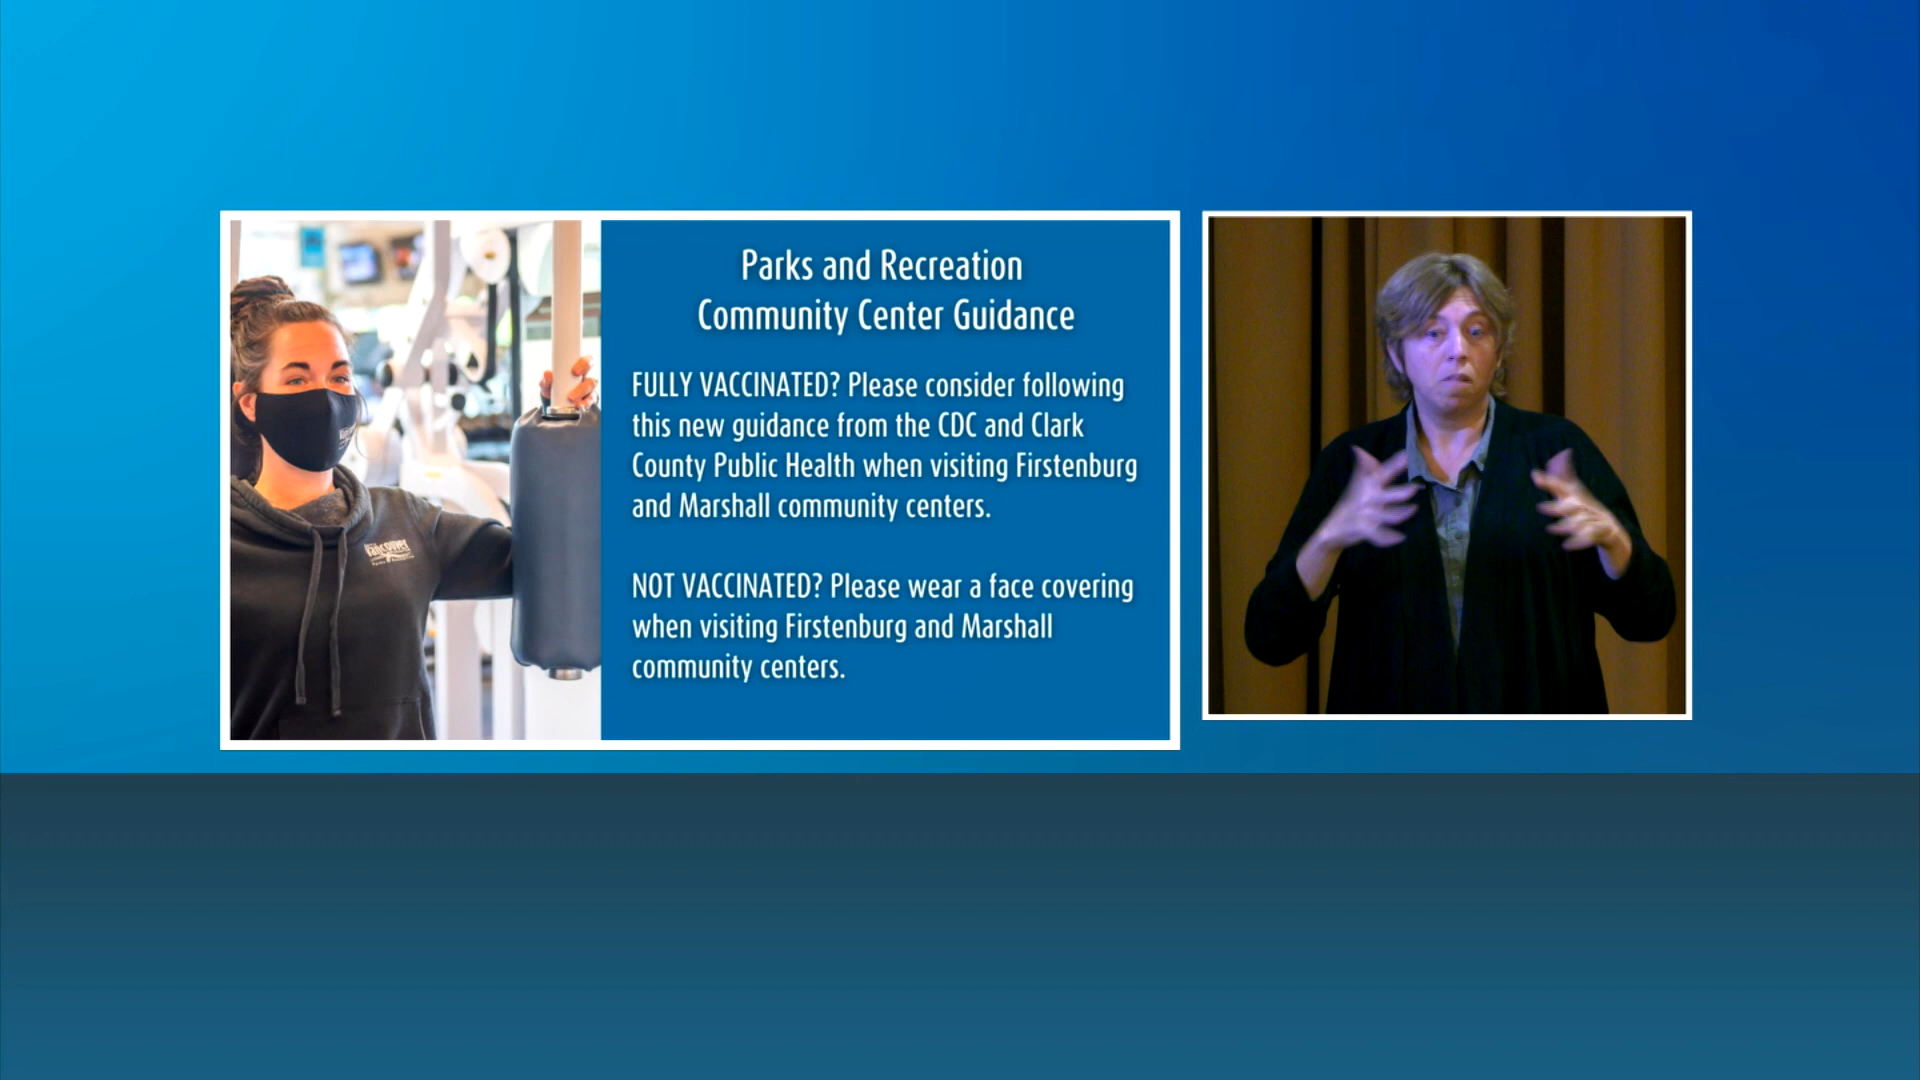 Parks and Recreation
Community Center Guidance
FULLY VACCINATED? Please consider following
this new guidance from the CDC and Clark
County Public Health when visiting Firstenburg
and Marshall community centers.
NOT VACCINATED? Please wear a face covering
when visiting Firstenburg and Marshall
community centers.
Vancouver